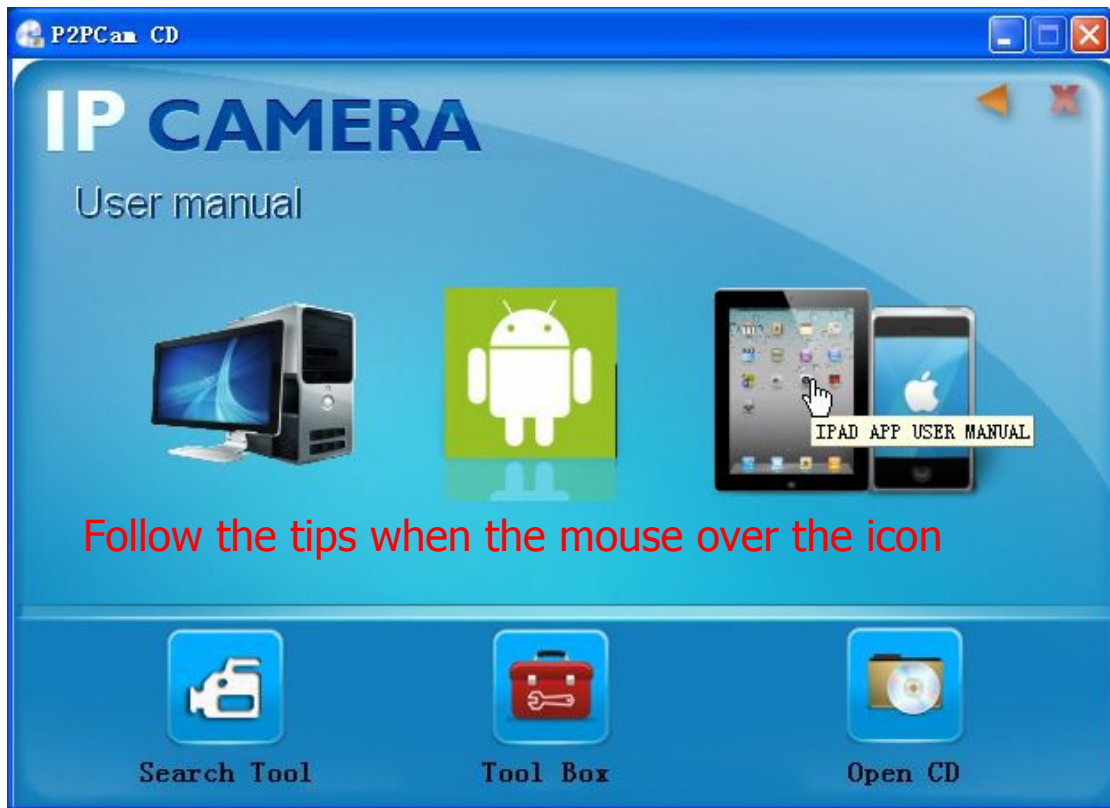 P2PCam CD
IP CAMERA
User manual
IPAD APP USER MANUAL
Follow the tips when the mouse over the icon
Search Tool
Tool Box
Open CD